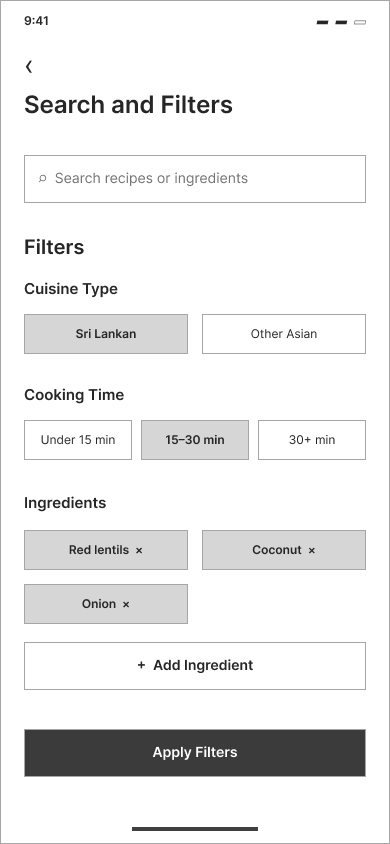 9:41
‹
Search and Filters
⌕ Search recipes or ingredients
Filters
Cuisine Type
Sri Lankan
Other Asian
Cooking Time
Under 15 min
15–30 min
30+ min
Ingredients
Red lentils ×
Coconut ×
Onion ×
+ Add Ingredient
Apply Filters